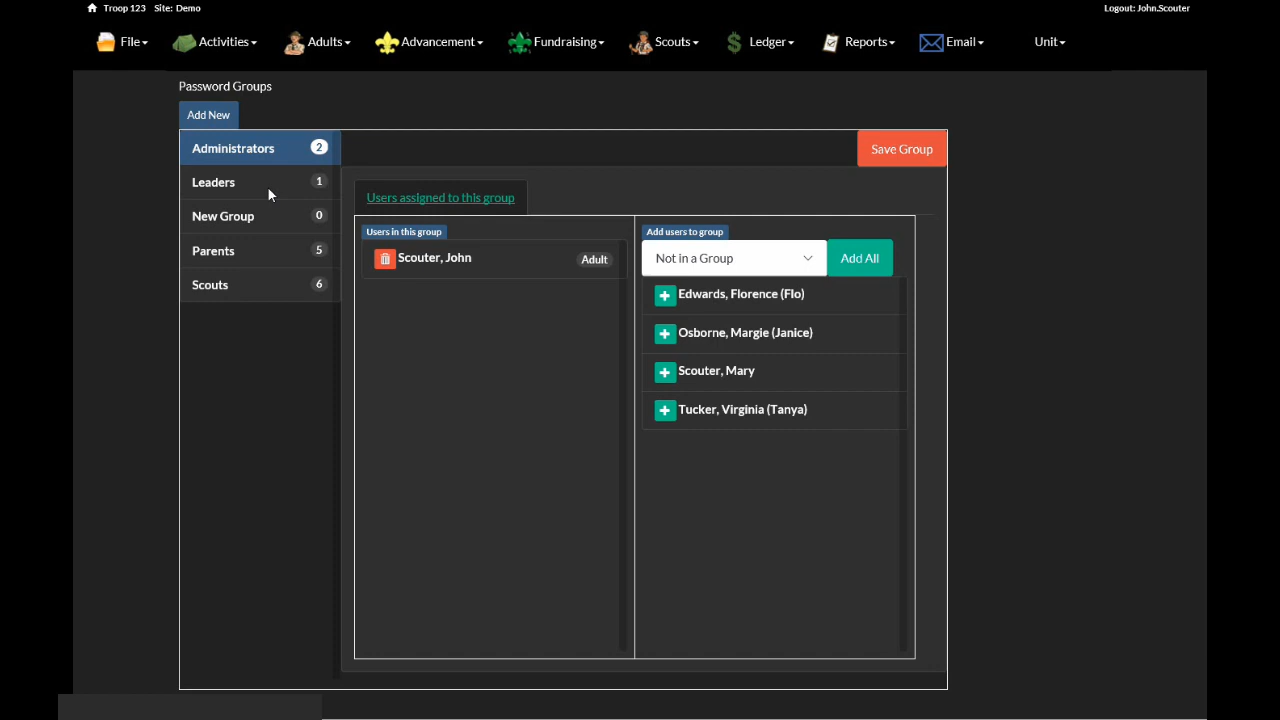 Troop 123 Site: Demo Logout: John.Scouter
File Activities Adults Advancement Fundraising Scouts Ledger Reports Email Unit
Password Groups
Add New
Administrators 2
Save Group
Leaders 1
Users assigned to this group
New Group 0
Users in this group
Add users to group
Parents 5
Scouter, John Adult
Not in a Group Add All
Scouts 6
Edwards, Florence (Flo)
Osborne, Margie (Janice)
Scouter, Mary
Tucker, Virginia (Tanya)